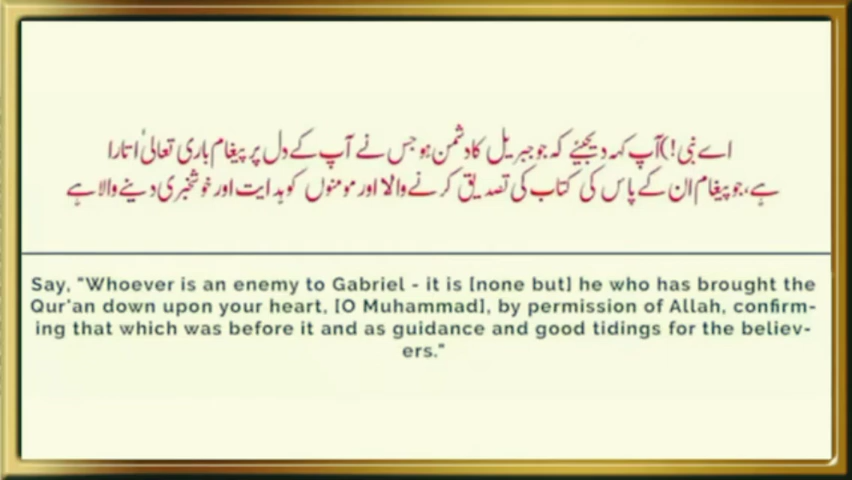 اے نبی!)آپ کہہ دیجیئے کہ جو جبریل کا دشمن ہو جس نے آپ کے دل پر پیغام باری تعالیٰ اتارا
ہے،جو پیغام ان کے پاس کی کتاب کی تصدیق کرنے والا اور مومنوں کو ہدایت اور خوشخبری دینے والا ہے
Say, "Whoever is an enemy to Gabriel - it is [none but] he who has brought the
Qur'an down upon your heart, [O Muhammad], by permission of Allah, confirm-
ing that which was before it and as guidance and good tidings for the believ-
ers."